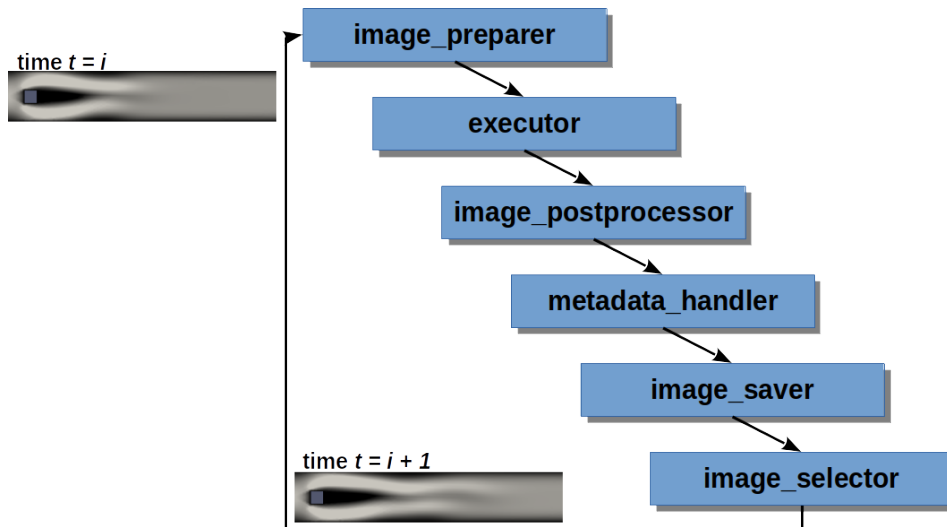 image_preparer
time t = i
executor
image_postprocessor
metadata_handler
image_saver
time t = i + 1
image_selector